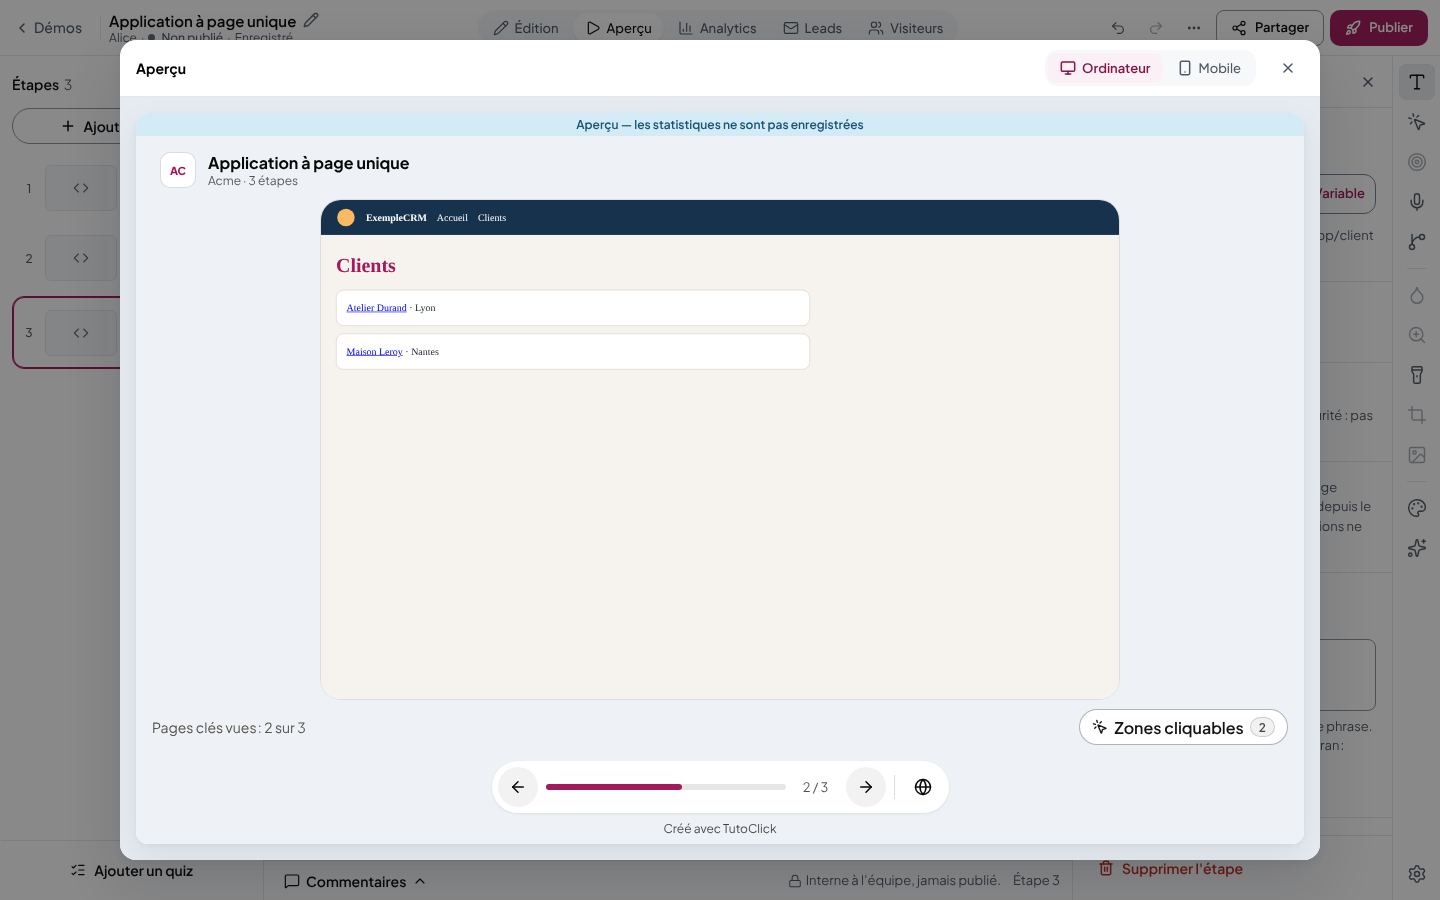 Démos
Application à page unique
Alice · Non publié · Enregistré
Édition
Aperçu
Analytics
Leads
Visiteurs
Partager
Publier
Aperçu
Ordinateur
Mobile
Étapes 3
Ajout
1
2
3
Aperçu — les statistiques ne sont pas enregistrées
AC
Application à page unique
Acme · 3 étapes
ExempleCRM
Accueil
Clients
Clients
Atelier Durand · Lyon
Maison Leroy · Nantes
Pages clés vues : 2 sur 3
Zones cliquables 2
2 / 3
Créé avec TutoClick
Variable
op/client
urité : pas
ge
depuis le
ions ne
e phrase.
ran :
Ajouter un quiz
Commentaires
Interne à l'équipe, jamais publié.
Étape 3
Supprimer l'étape